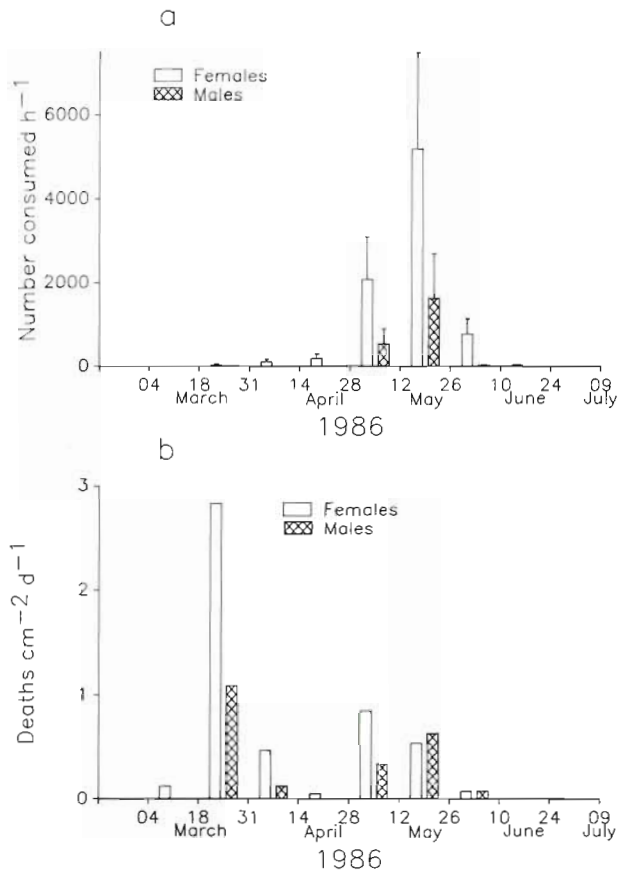 a
Number consumed h⁻¹
6000
4000
2000
0
Females
Males
04 18 31 14 28 12 26 10 24 09
March April May June July
1986
b
Deaths cm⁻² d⁻¹
3
2
1
0
Females
Males
04 18 31 14 28 12 26 10 24 09
March April May June July
1986